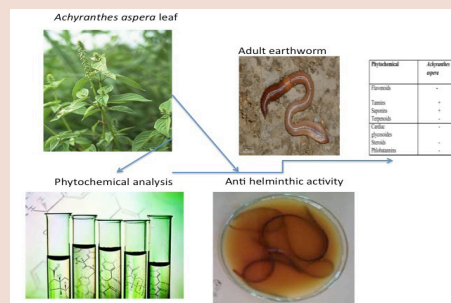 Achyranthes aspera leaf
Adult earthworm
Phytochemical Achyranthes aspera
Flavonoids -
Tannins +
Saponins +
Terpenoids -
Cardiac glycosides -
Steroids -
Phlobatannins -
Phytochemical analysis
Anti helminthic activity